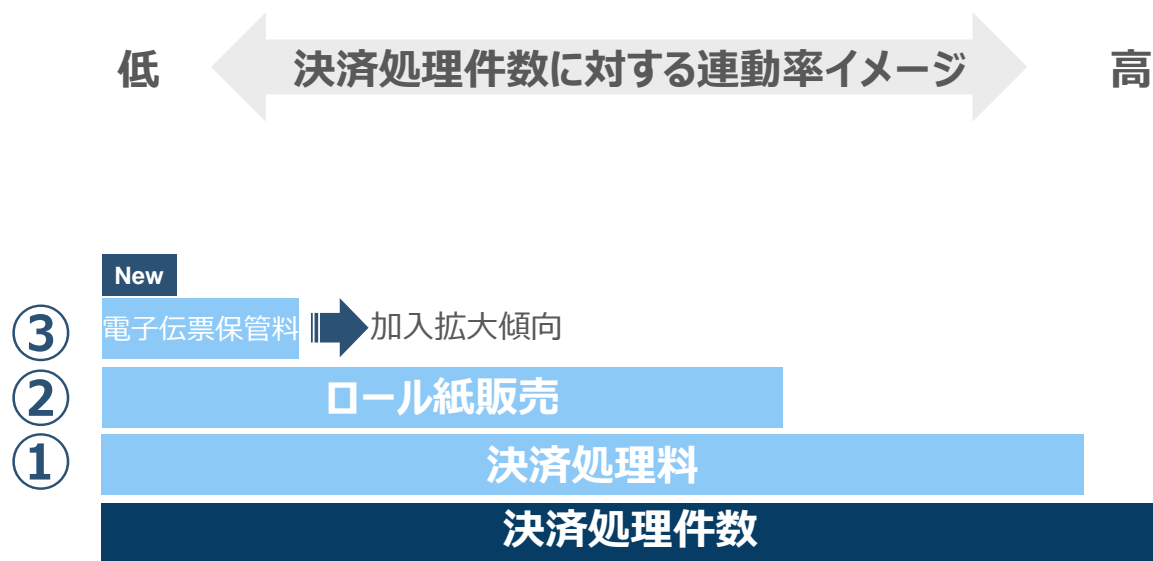 低 決済処理件数に対する連動率イメージ 高
New
③ 電子伝票保管料 加入拡大傾向
② ロール紙販売
① 決済処理料
決済処理件数